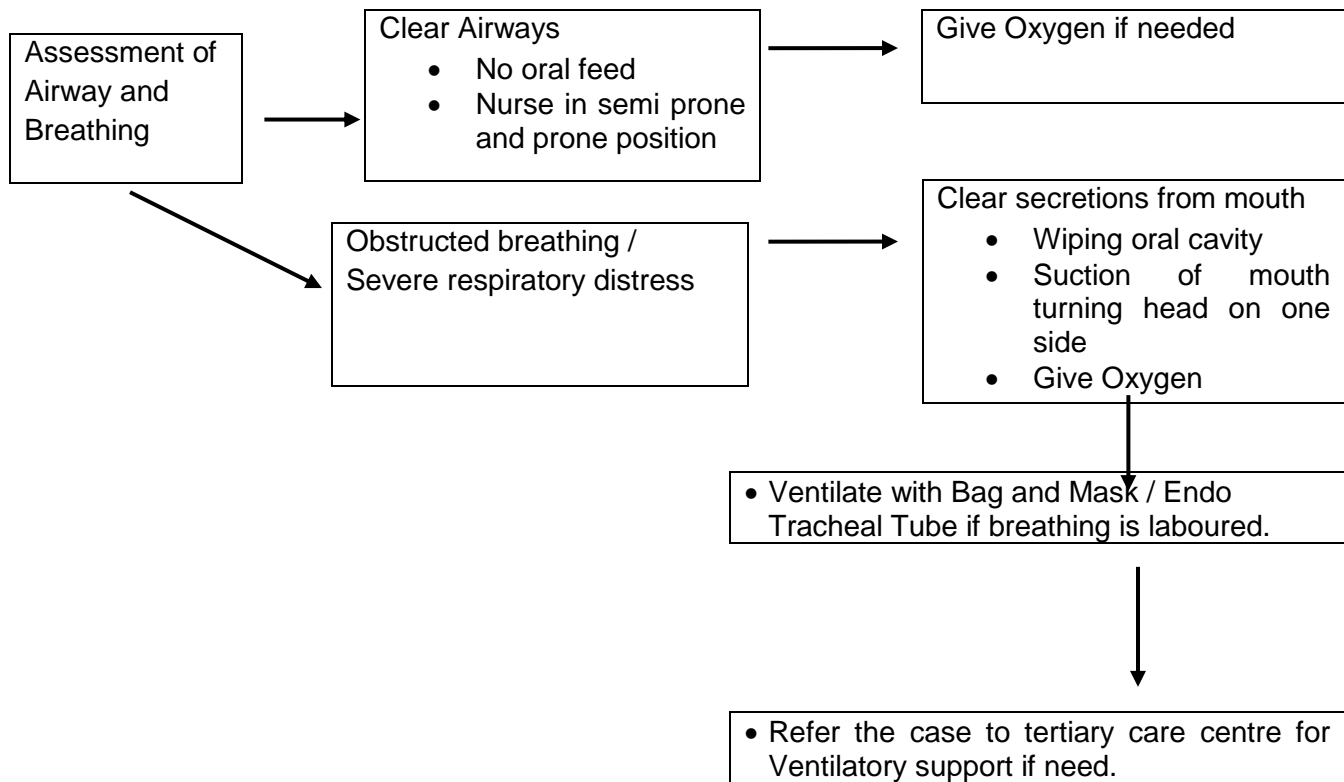 Assessment of
Airway and
Breathing
Clear Airways
• No oral feed
• Nurse in semi prone
and prone position
Give Oxygen if needed
Obstructed breathing /
Severe respiratory distress
Clear secretions from mouth
• Wiping oral cavity
• Suction of mouth
turning head on one
side
• Give Oxygen
• Ventilate with Bag and Mask / Endo
Tracheal Tube if breathing is laboured.
• Refer the case to tertiary care centre for
Ventilatory support if need.